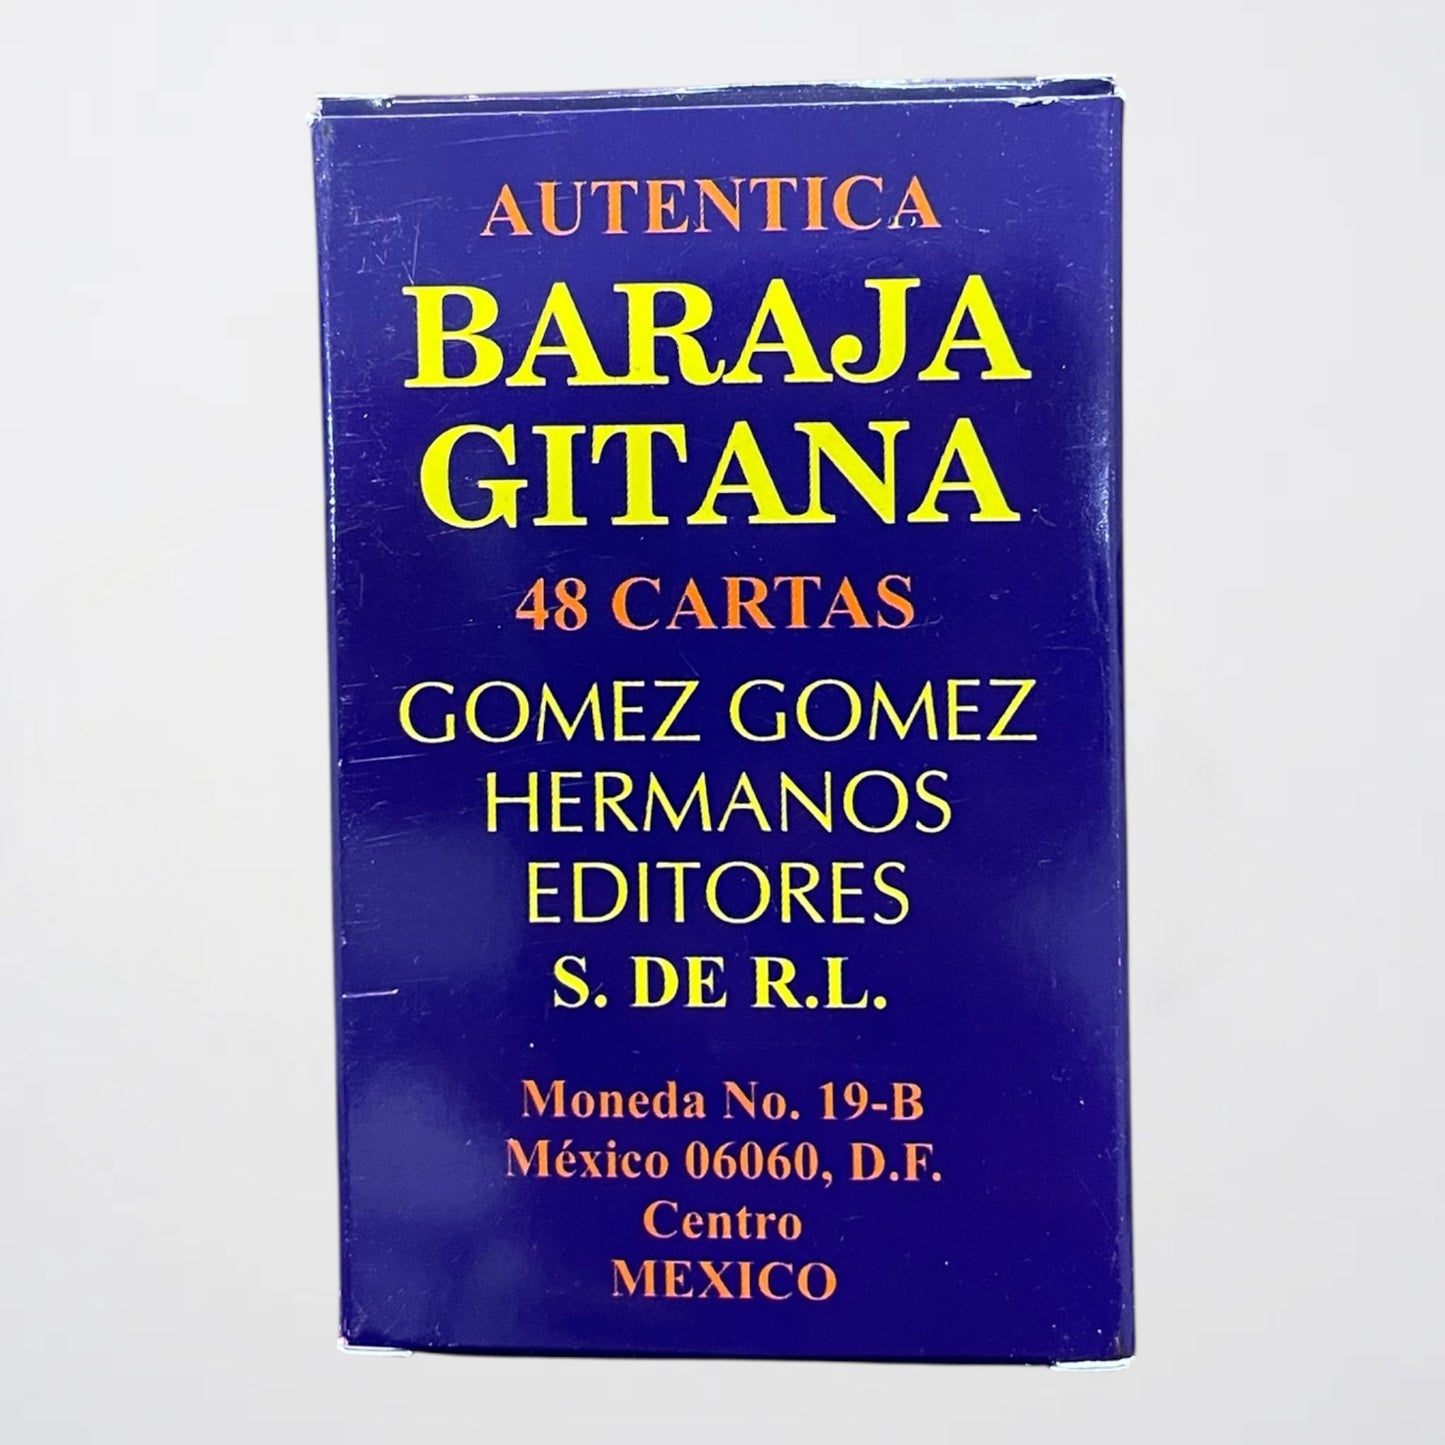 AUTENTICA
BARAJA
GITANA
48 CARTAS
GOMEZ GOMEZ
HERMANOS
EDITORES
S. DE R.L.
Moneda No. 19-B
México 06060, D.F.
Centro
MEXICO